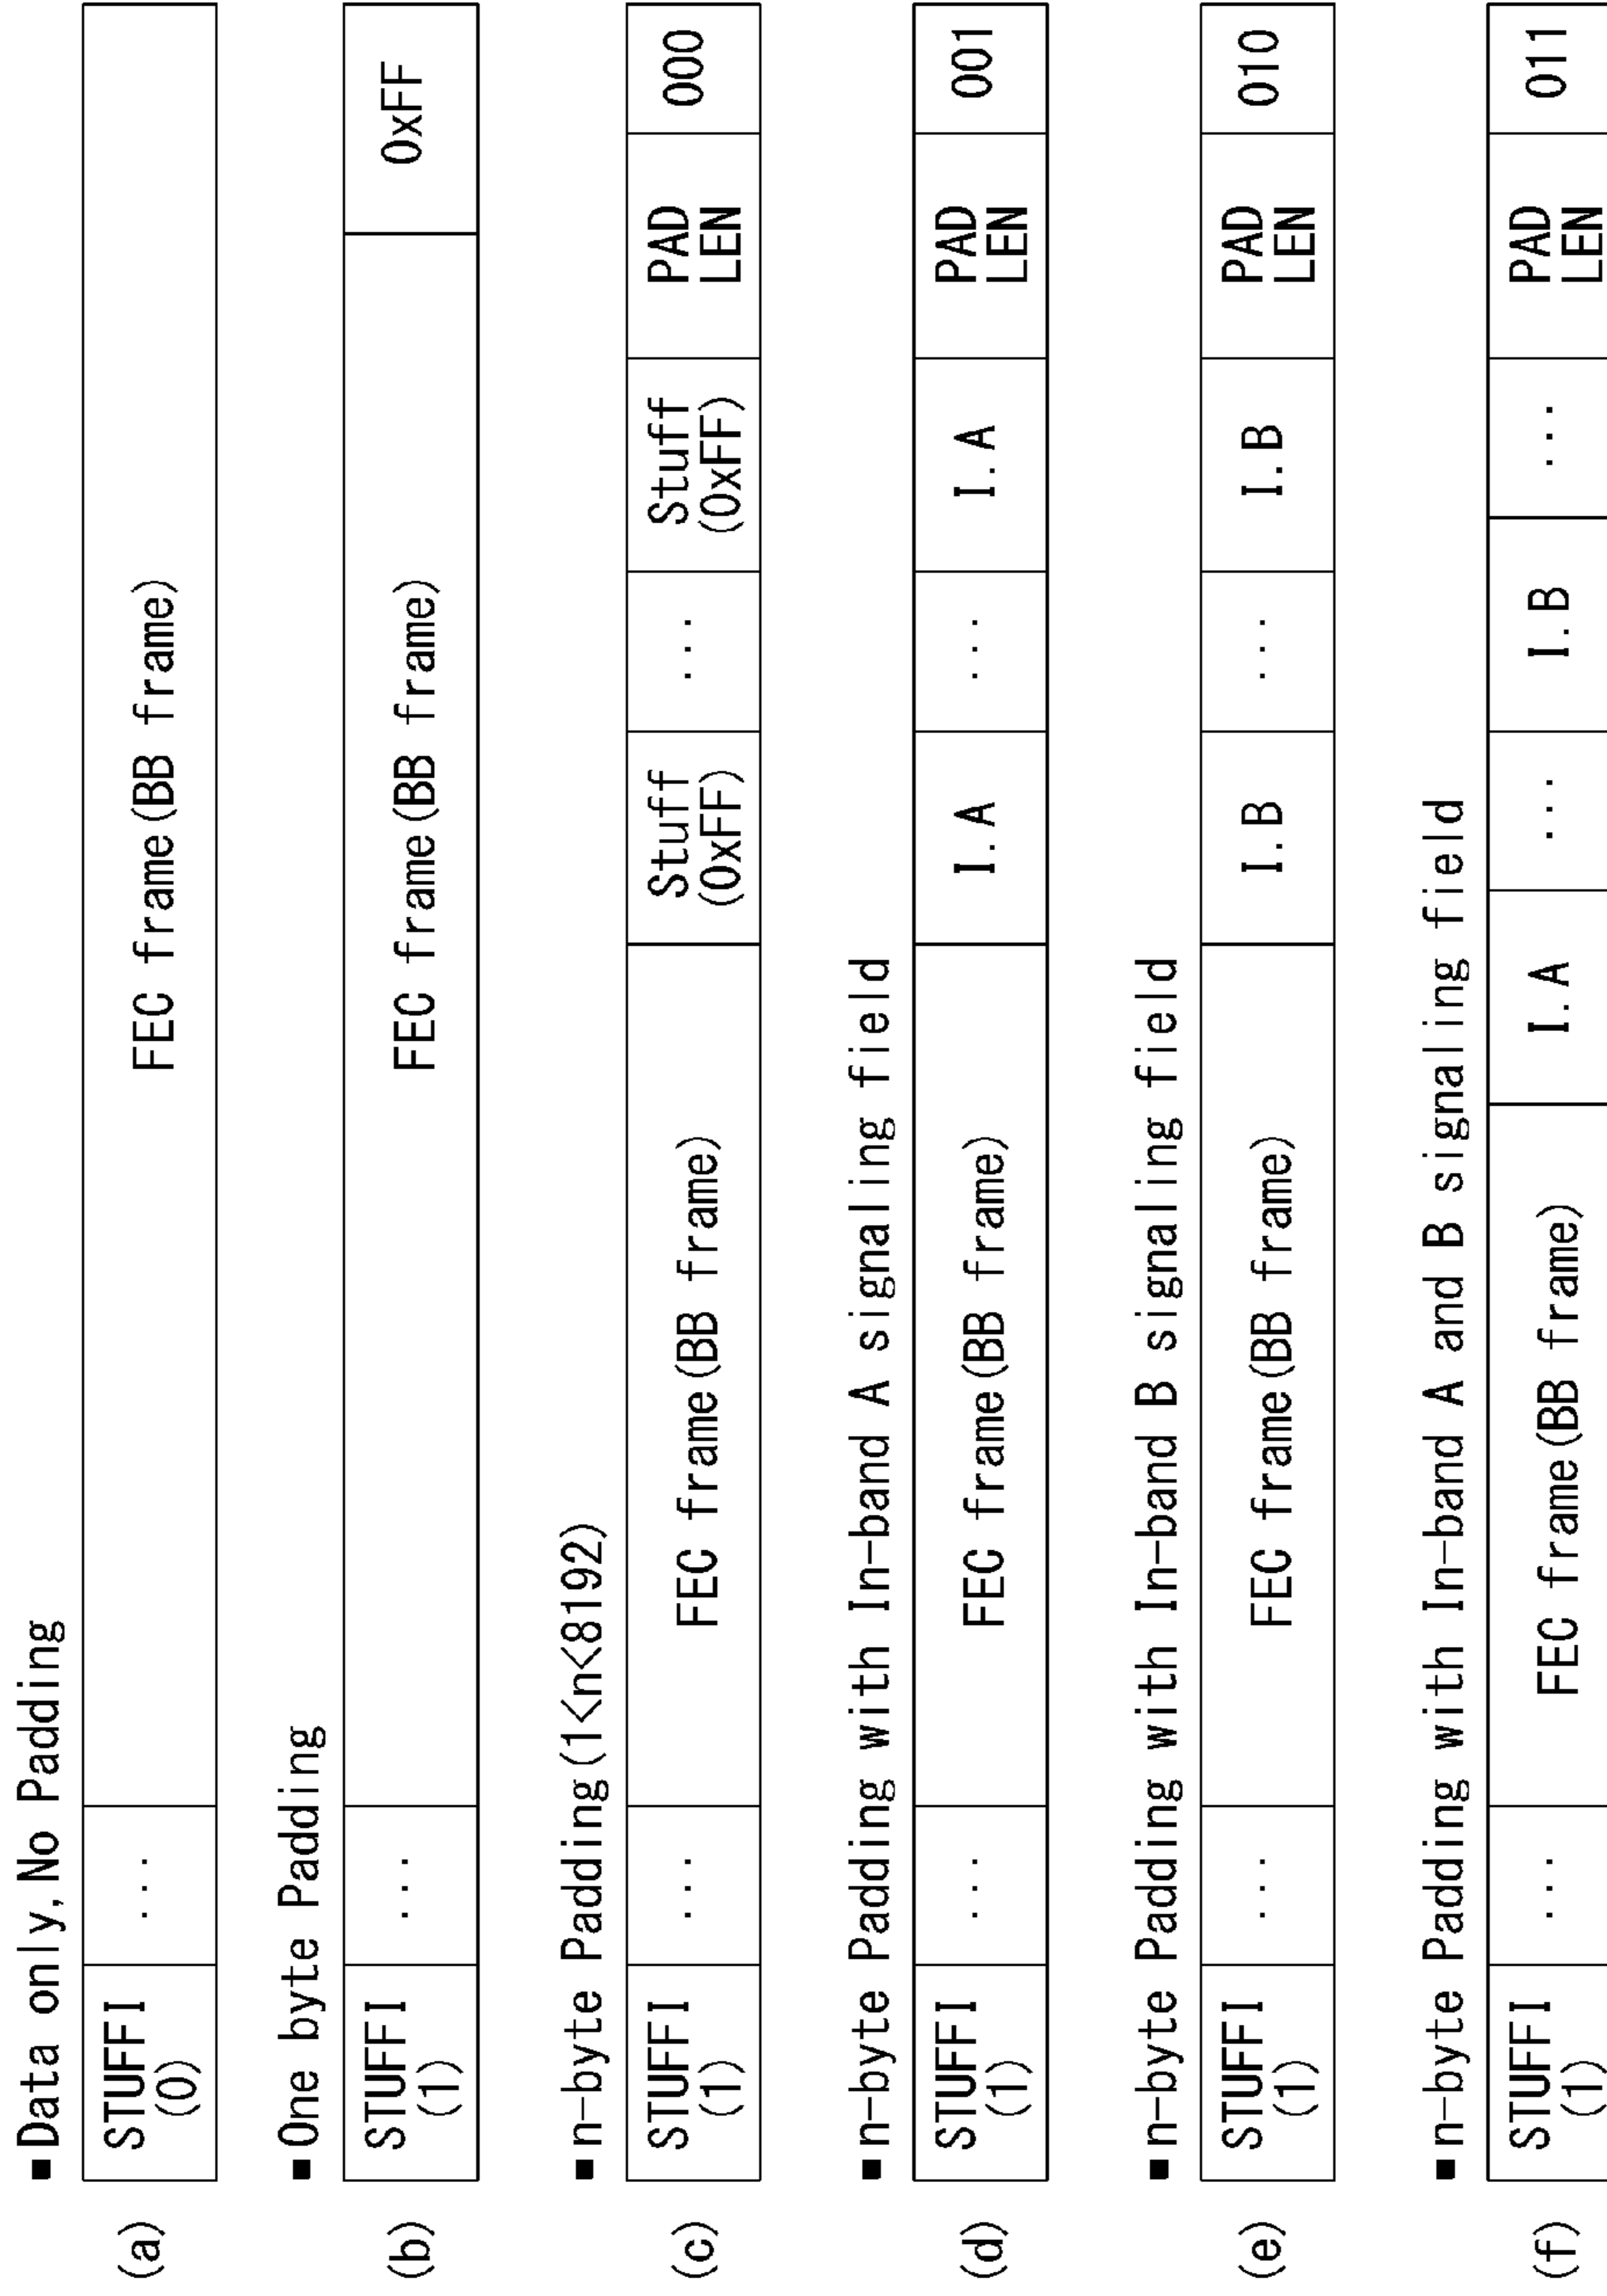 ■Data only, No Padding
(a) STUFFI (0) ... FEC frame(BB frame)
■One byte Padding
(b) STUFFI (1) ... FEC frame(BB frame) 0xFF
■n-byte Padding(1<n<8192)
(c) STUFFI (1) ... FEC frame(BB frame) Stuff (0xFF) ... Stuff (0xFF) PAD LEN 000
■n-byte Padding with In-band A signaling field
(d) STUFFI (1) ... FEC frame(BB frame) I.A ... I.A PAD LEN 001
■n-byte Padding with In-band B signaling field
(e) STUFFI (1) ... FEC frame(BB frame) I.B ... I.B PAD LEN 010
■n-byte Padding with In-band A and B signaling field
(f) STUFFI (1) ... FEC frame(BB frame) I.A ... I.B ... PAD LEN 011